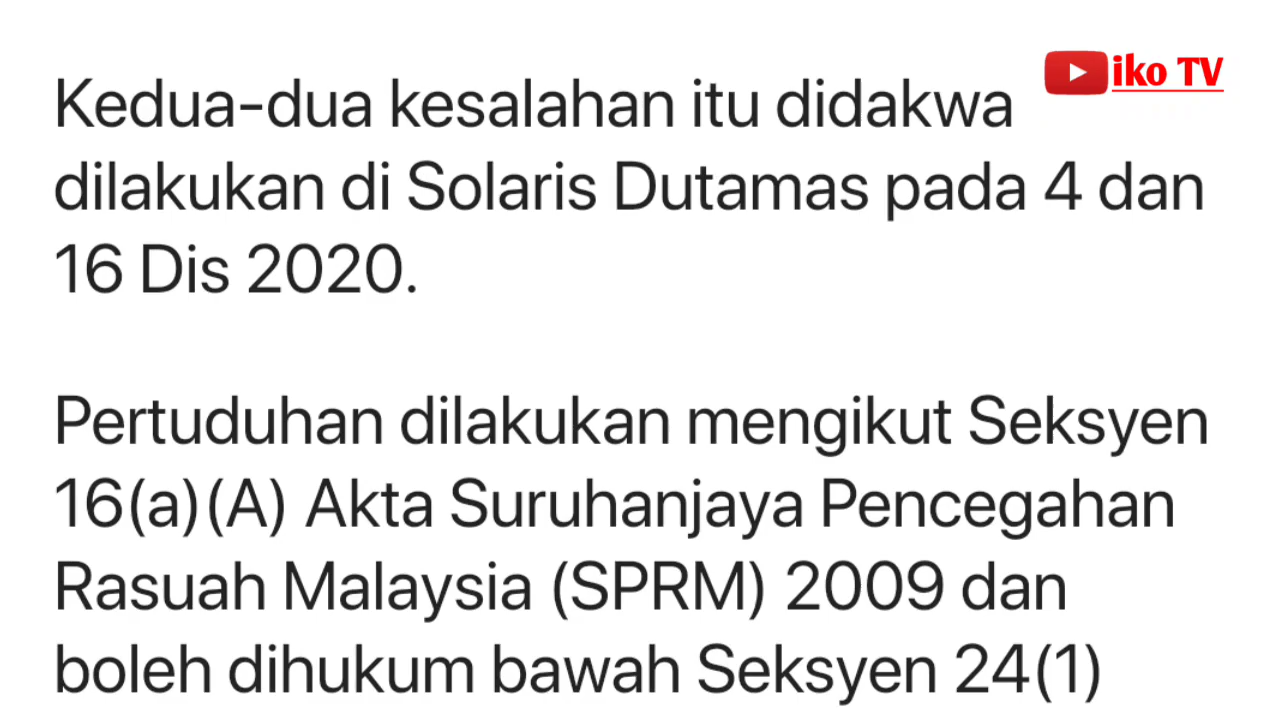 iko TV
Kedua-dua kesalahan itu didakwa
dilakukan di Solaris Dutamas pada 4 dan
16 Dis 2020.
Pertuduhan dilakukan mengikut Seksyen
16(a)(A) Akta Suruhanjaya Pencegahan
Rasuah Malaysia (SPRM) 2009 dan
boleh dihukum bawah Seksyen 24(1)